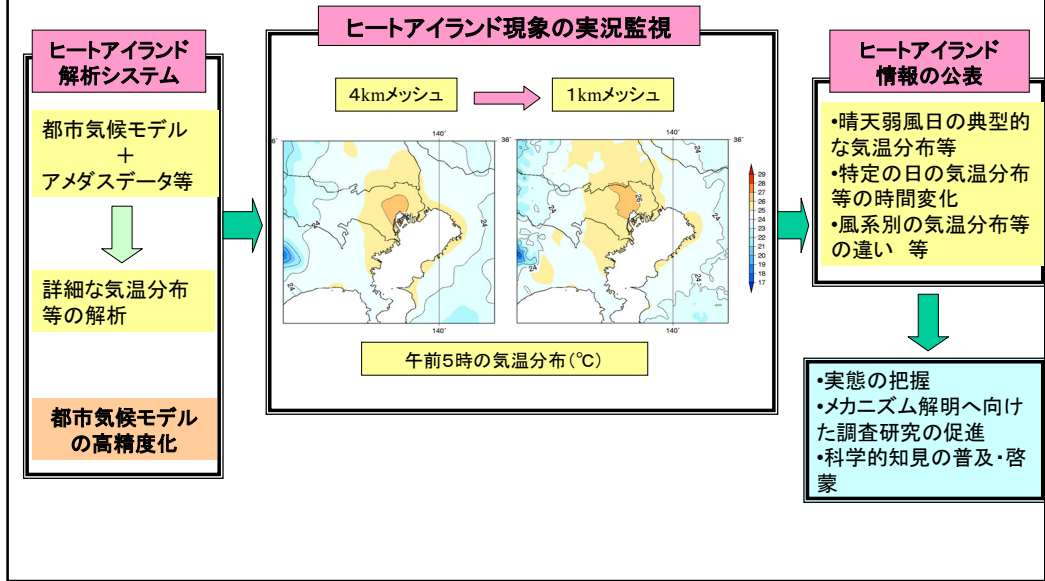 ヒートアイランド現象の実況監視
ヒートアイランド
解析システム
都市気候モデル
+
アメダスデータ等
詳細な気温分布
等の解析
都市気候モデル
の高精度化
4kmメッシュ
1kmメッシュ
140°
140°
36°
24
24
24
140°
140°
24
24
26
24
24
29
28
27
26
25
24
23
22
21
20
19
18
17
午前5時の気温分布(℃)
ヒートアイランド
情報の公表
•晴天弱風日の典型的
な気温分布等
•特定の日の気温分布
等の時間変化
•風系別の気温分布等
の違い 等
•実態の把握
•メカニズム解明へ向け
た調査研究の促進
•科学的知見の普及・啓
蒙